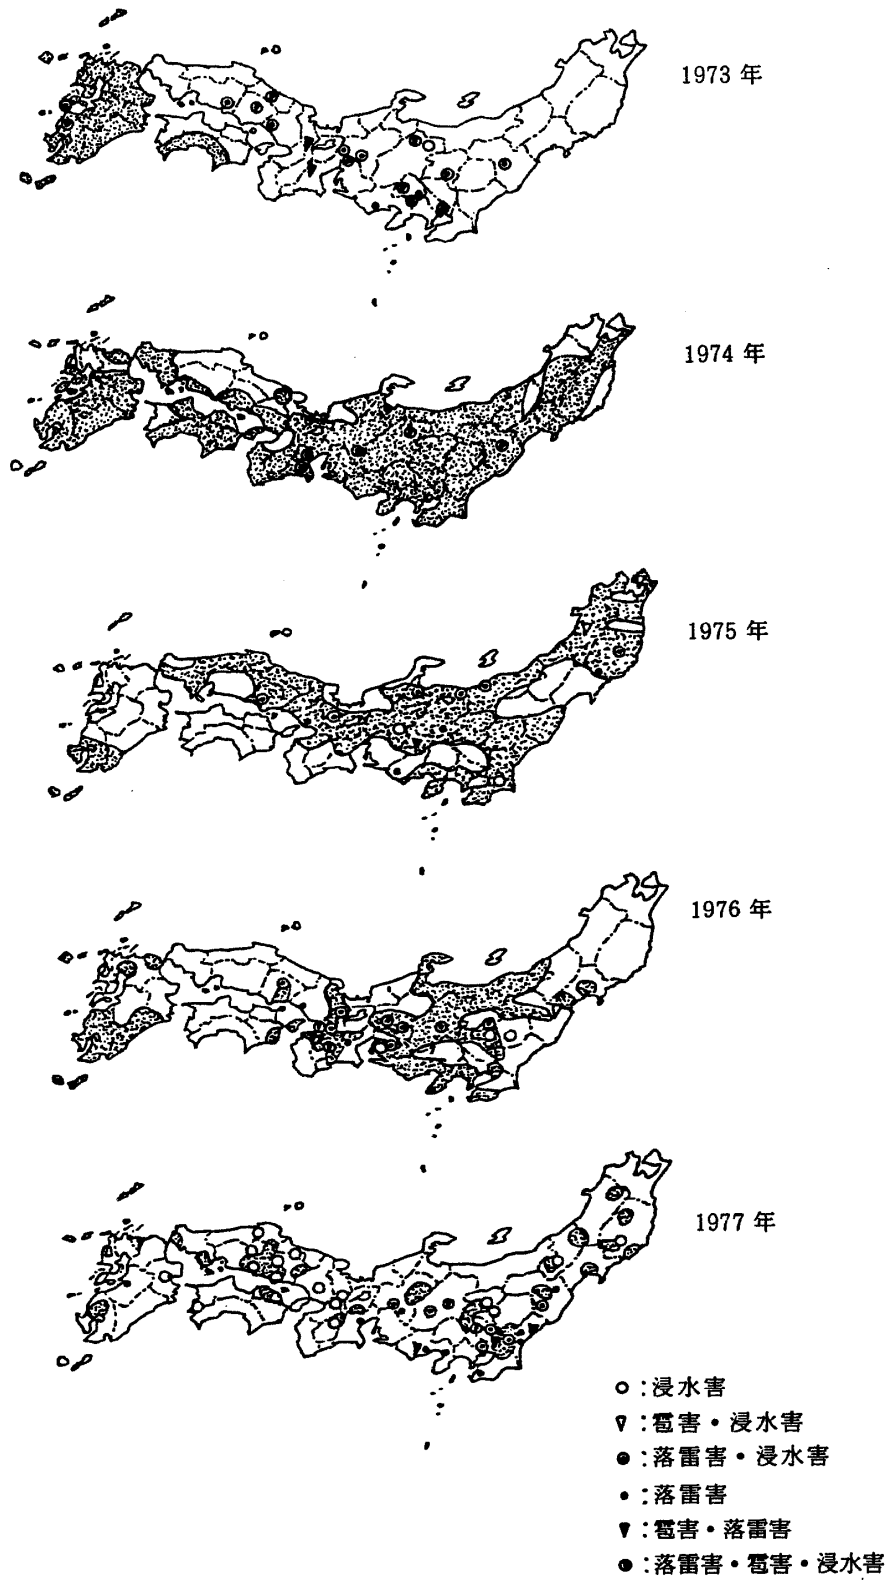 1973 年
1974 年
1975 年
1976 年
1977 年
○ : 浸水害
▽ : 雹害・浸水害
◉ : 落雷害・浸水害
• : 落雷害
▼ : 雹害・落雷害
◐ : 落雷害・雹害・浸水害